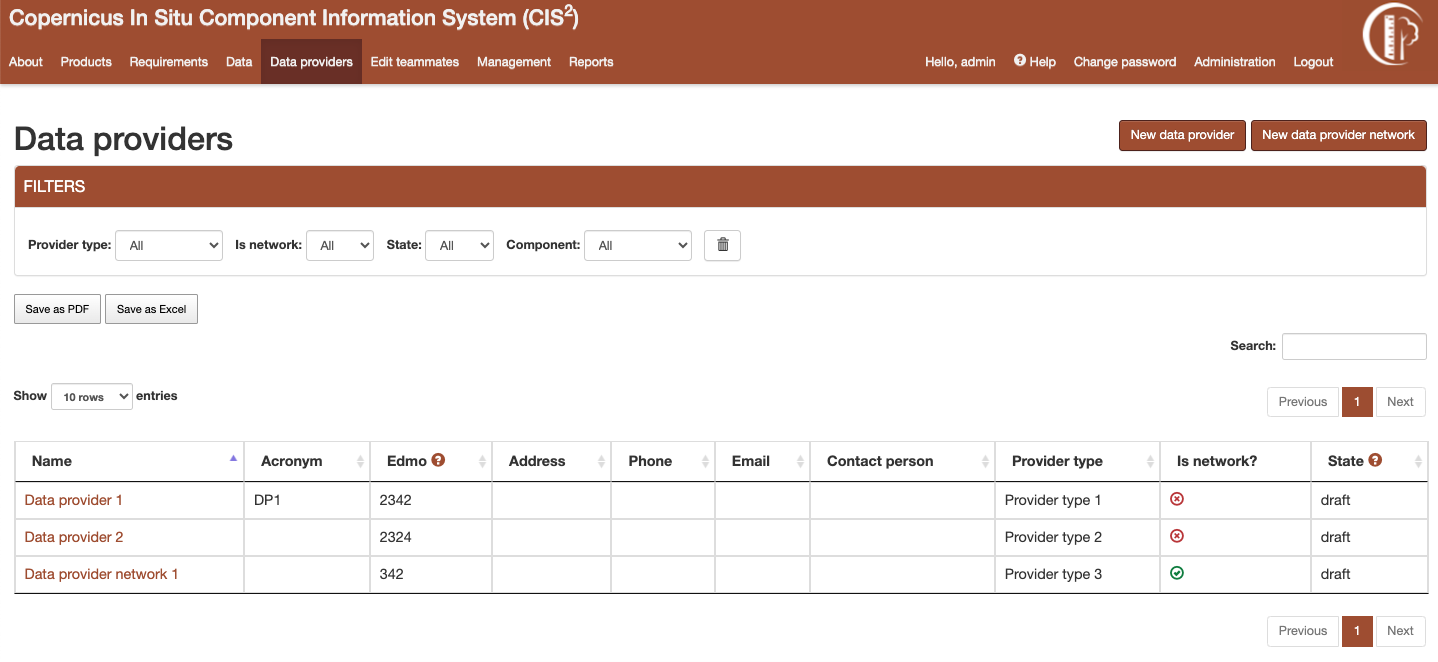 Copernicus In Situ Component Information System (CIS2)
About Products Requirements Data Data providers Edit teammates Management Reports Hello, admin ? Help Change password Administration Logout
Data providers
New data provider New data provider network
FILTERS
Provider type: All Is network: All State: All Component: All
Save as PDF Save as Excel
Search:
Show 10 rows entries
Previous 1 Next
Name Acronym Edmo ? Address Phone Email Contact person Provider type Is network? State ?
Data provider 1 DP1 2342 Provider type 1 draft
Data provider 2 2324 Provider type 2 draft
Data provider network 1 342 Provider type 3 draft
Previous 1 Next